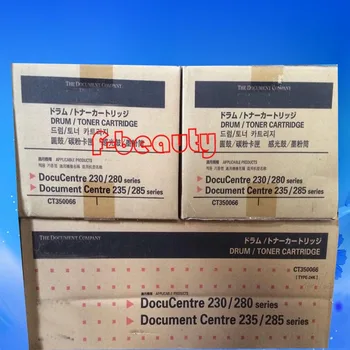 THE DOCUMENT COMPANY
ドラム/トナーカートリッジ
DRUM / TONER CARTRIDGE
드럼/토너 카트리지
DocuCentre 230/280 series
Document Centre 235/285 series
CT350066
THE DOCUMENT COMPANY
ドラム/トナーカートリッジ
DRUM / TONER CARTRIDGE
드럼/토너 카트리지
APPLICABLE PRODUCTS
DocuCentre 230/280 series
Document Centre 235/285 series
CT350066
fibeauty
THE DOCUMENT COMPANY
ドラム/トナーカートリッジ
DRUM / TONER CARTRIDGE
CT350066
APPLICABLE PRODUCTS
DocuCentre 230/280 series
Document Centre 235/285 series